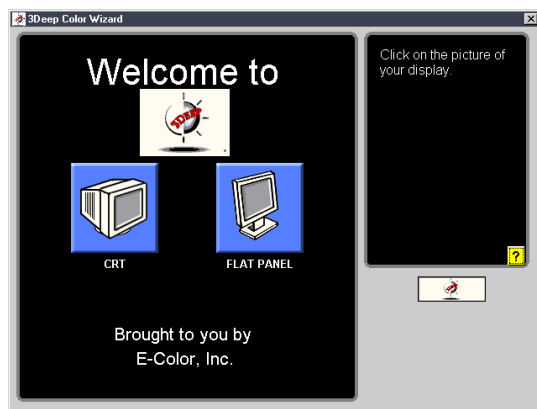 3Deep Color Wizard
Welcome to
3DEEP
CRT
FLAT PANEL
Brought to you by
E-Color, Inc.
Click on the picture of
your display.
?